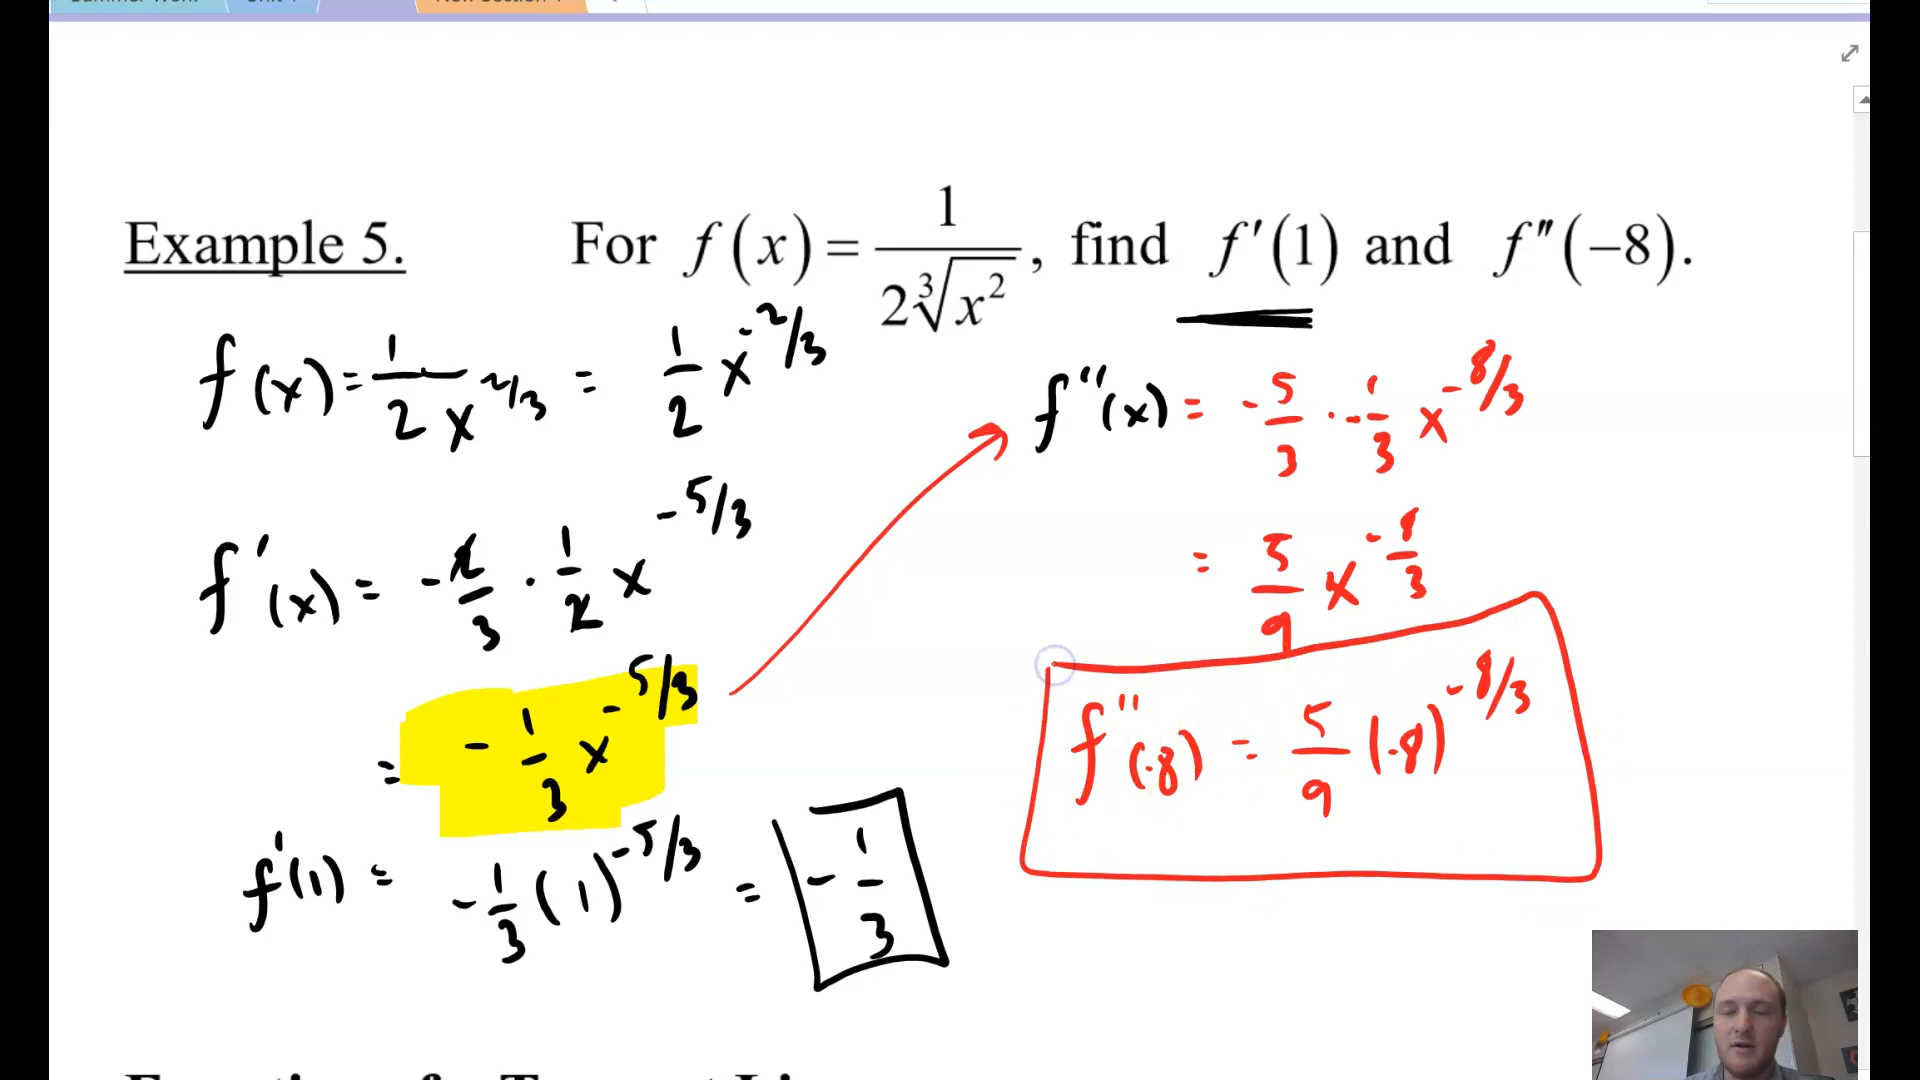 Example 5. For f(x) = 1/(2∛x²), find f′(1) and f″(−8).
f(x) = 1/(2x^(2/3)) = 1/2 x^(-2/3)
f'(x) = -2/3 · 1/2 x^(-5/3)
= -1/3 x^(-5/3)
f'(1) = -1/3 (1)^(-5/3) = -1/3
f''(x) = -5/3 · -1/3 x^(-8/3)
= 5/9 x^(-8/3)
f''(-8) = 5/9 (-8)^(-8/3)